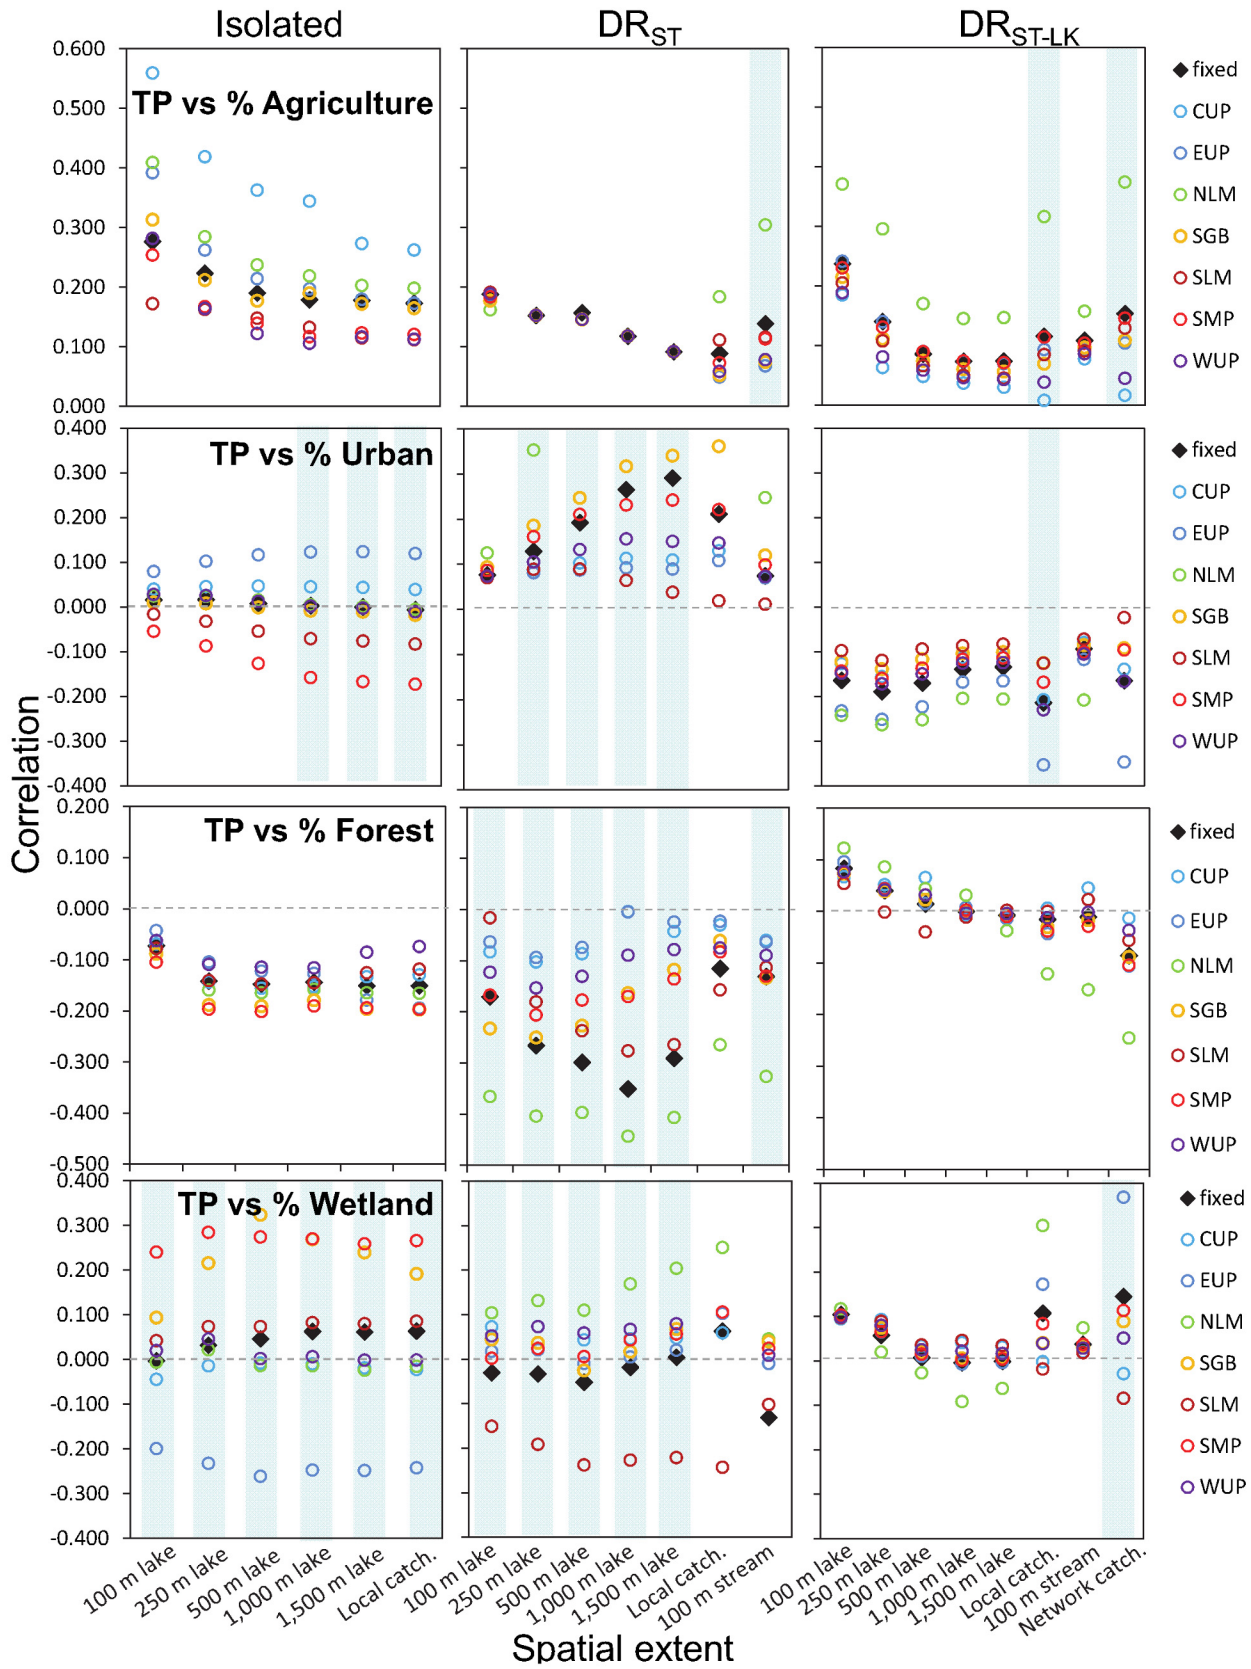 Isolated DR_ST DR_ST-LK
TP vs % Agriculture
0.600
0.500
0.400
0.300
0.200
0.100
0.000
fixed
CUP
EUP
NLM
SGB
SLM
SMP
WUP
TP vs % Urban
0.400
0.300
0.200
0.100
0.000
-0.100
-0.200
-0.300
-0.400
fixed
CUP
EUP
NLM
SGB
SLM
SMP
WUP
Correlation
TP vs % Forest
0.200
0.100
0.000
-0.100
-0.200
-0.300
-0.400
-0.500
fixed
CUP
EUP
NLM
SGB
SLM
SMP
WUP
TP vs % Wetland
0.400
0.300
0.200
0.100
0.000
-0.100
-0.200
-0.300
-0.400
fixed
CUP
EUP
NLM
SGB
SLM
SMP
WUP
100 m lake
250 m lake
500 m lake
1,000 m lake
1,500 m lake
Local catch.
100 m lake
250 m lake
500 m lake
1,000 m lake
1,500 m lake
Local catch.
100 m stream
100 m lake
250 m lake
500 m lake
1,000 m lake
1,500 m lake
Local catch.
100 m stream
Network catch.
Spatial extent